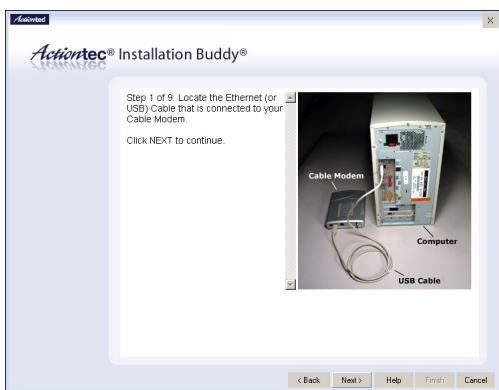 Actiontec
X
Actiontec® Installation Buddy®
Step 1 of 9: Locate the Ethernet (or
USB) Cable that is connected to your
Cable Modem.
Click NEXT to continue.
Cable Modem
Computer
USB Cable
< Back Next > Help Finish Cancel